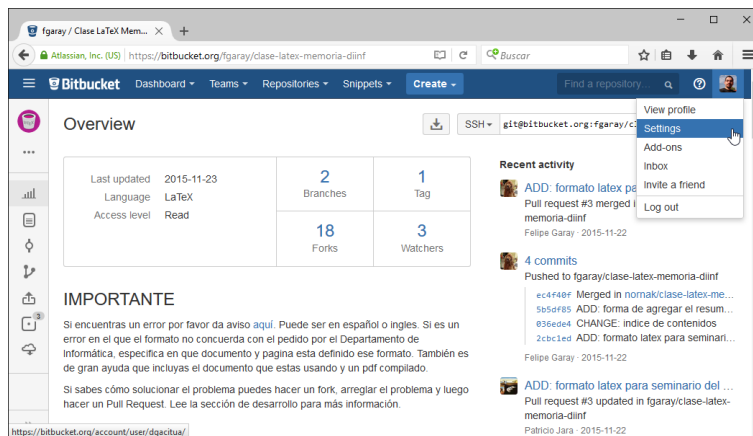 fgaray / Clase LaTeX Mem...
Atlassian, Inc. (US) https://bitbucket.org/fgaray/clase-latex-memoria-diinf
Buscar
Bitbucket Dashboard Teams Repositories Snippets Create Find a repository...
Overview
SSH git@bitbucket.org:fgaray/c
View profile
Settings
Add-ons
Inbox
Invite a friend
Log out
Last updated 2015-11-23
Language LaTeX
Access level Read
2
Branches
1
Tag
18
Forks
3
Watchers
3
IMPORTANTE
Si encuentras un error por favor da aviso aquí. Puede ser en español o ingles. Si es un
error en el que el formato no concuerda con el pedido por el Departamento de
Informática, especifica en que documento y pagina esta definido ese formato. También es
de gran ayuda que incluyas el documento que estas usando y un pdf compilado.
Si sabes cómo solucionar el problema puedes hacer un fork, arreglar el problema y luego
hacer un Pull Request. Lee la sección de desarrollo para más información.
Recent activity
ADD: formato latex pa
Pull request #3 merged i
memoria-diinf
Felipe Garay · 2015-11-22
4 commits
Pushed to fgaray/clase-latex-memoria-diinf
ec4f40f Merged in nornak/clase-latex-me...
5b5df85 ADD: forma de agregar el resum...
036ede4 CHANGE: indice de contenidos
2cbc1ed ADD: formato latex para seminari...
Felipe Garay · 2015-11-22
ADD: formato latex para seminario del ...
Pull request #3 updated in fgaray/clase-latex-
memoria-diinf
Patricio Jara · 2015-11-22
https://bitbucket.org/account/user/dgacitua/